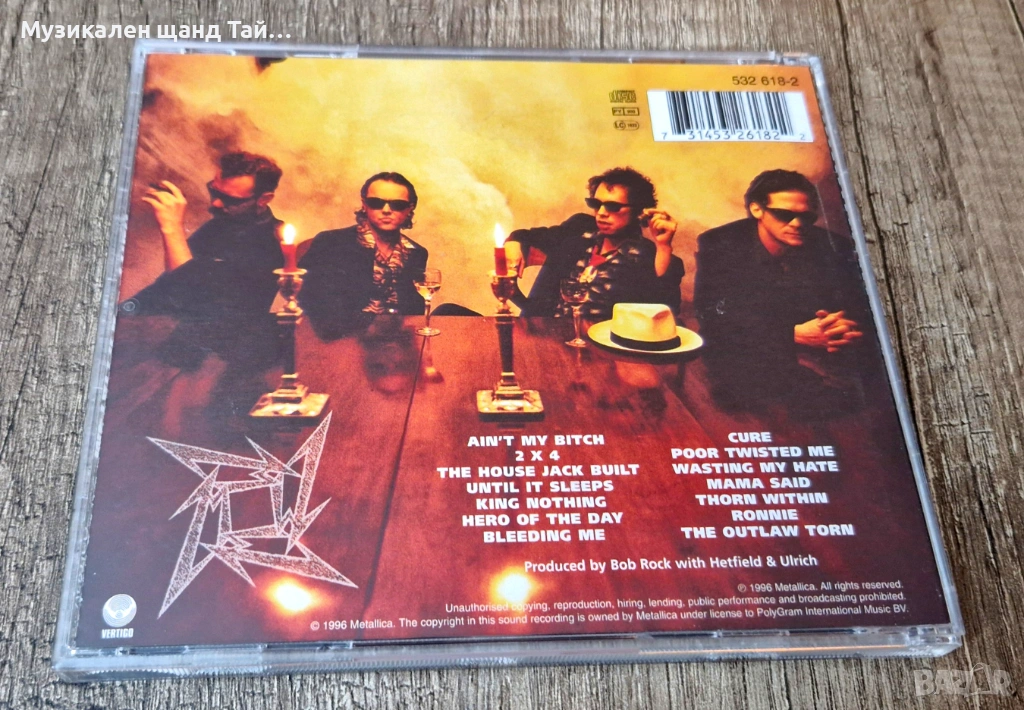 Музикален щанд Тай...
532 618-2
7 31453 26182 2
AIN'T MY BITCH
2 X 4
THE HOUSE JACK BUILT
UNTIL IT SLEEPS
KING NOTHING
HERO OF THE DAY
BLEEDING ME
CURE
POOR TWISTED ME
WASTING MY HATE
MAMA SAID
THORN WITHIN
RONNIE
THE OUTLAW TORN
Produced by Bob Rock with Hetfield & Ulrich
℗ 1996 Metallica. All rights reserved.
Unauthorised copying, reproduction, hiring, lending, public performance and broadcasting prohibited.
© 1996 Metallica. The copyright in this sound recording is owned by Metallica under license to PolyGram International Music BV.
VERTIGO
BAZAR